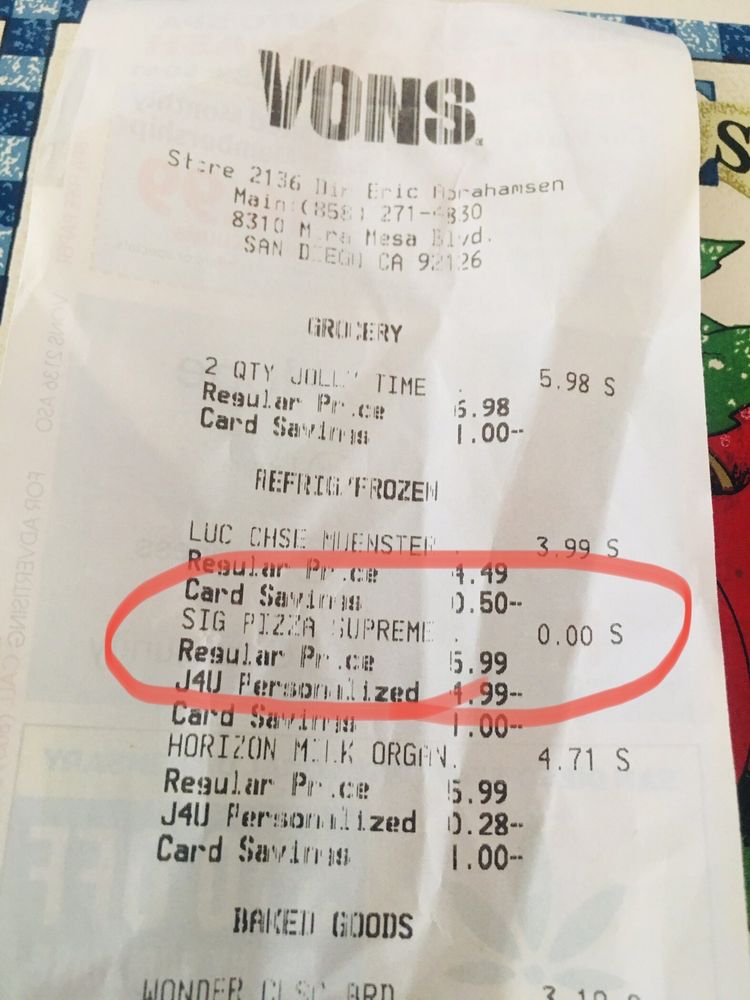 VONS
Store 2136 Dir Eric Abrahamsen
Main:(858) 271-4830
8310 Mira Mesa Blvd.
SAN DIEGO CA 92126
GROCERY
2 QTY JOLLY TIME . 5.98 S
Regular Price 6.98
Card Savings 1.00-
REFRIG/FROZEN
LUC CHSE MUENSTER . 3.99 S
Regular Price 4.49
Card Savings 0.50-
SIG PIZZA SUPREME . 0.00 S
Regular Price 5.99
J4U Personalized 4.99-
Card Savings 1.00-
HORIZON MILK ORGAN. 4.71 S
Regular Price 5.99
J4U Personalized 0.28-
Card Savings 1.00-
BAKED GOODS
WONDER CLSC BRD
S